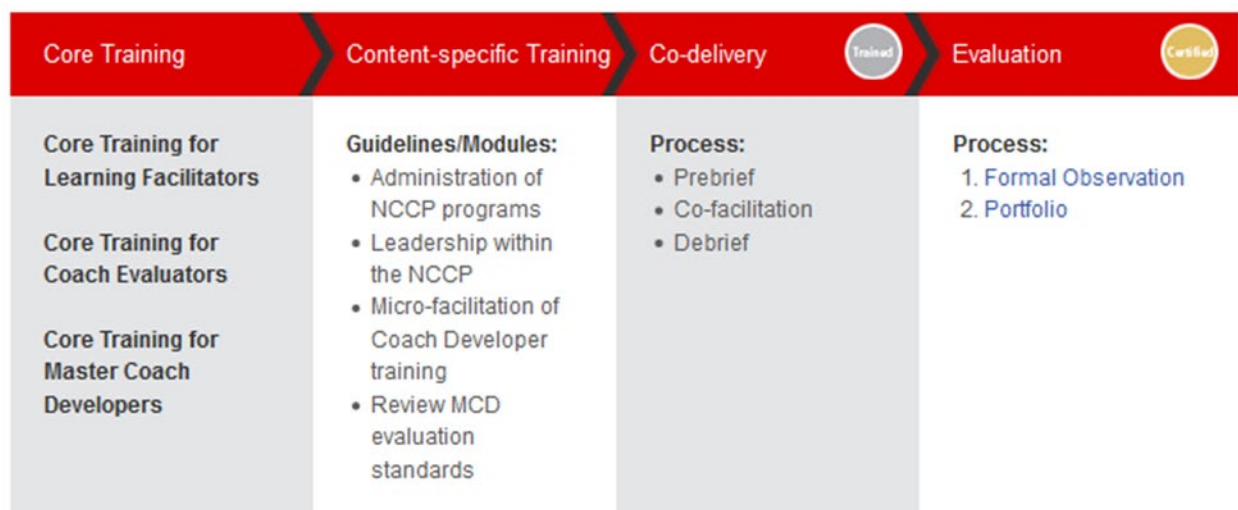 Core Training
Content-specific Training
Co-delivery
Trained
Evaluation
Certified
Core Training for
Learning Facilitators
Core Training for
Coach Evaluators
Core Training for
Master Coach
Developers
Guidelines/Modules:
• Administration of
NCCP programs
• Leadership within
the NCCP
• Micro-facilitation of
Coach Developer
training
• Review MCD
evaluation
standards
Process:
• Prebrief
• Co-facilitation
• Debrief
Process:
1. Formal Observation
2. Portfolio